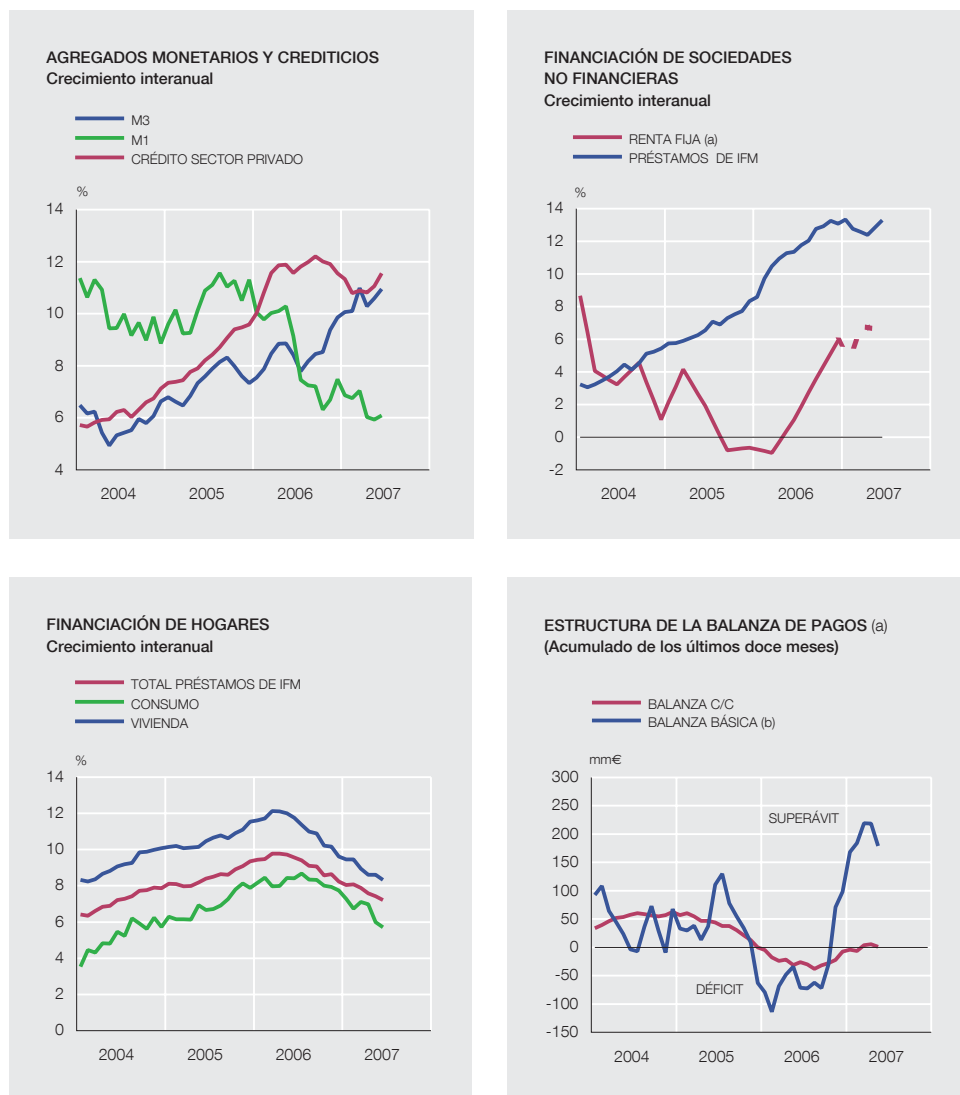 AGREGADOS MONETARIOS Y CREDITICIOS
Crecimiento interanual
M3
M1
CRÉDITO SECTOR PRIVADO
%
14
12
10
8
6
4
2004 2005 2006 2007
FINANCIACIÓN DE SOCIEDADES
NO FINANCIERAS
Crecimiento interanual
RENTA FIJA (a)
PRÉSTAMOS DE IFM
%
14
12
10
8
6
4
2
0
-2
2004 2005 2006 2007
FINANCIACIÓN DE HOGARES
Crecimiento interanual
TOTAL PRÉSTAMOS DE IFM
CONSUMO
VIVIENDA
%
14
12
10
8
6
4
2
0
2004 2005 2006 2007
ESTRUCTURA DE LA BALANZA DE PAGOS (a)
(Acumulado de los últimos doce meses)
BALANZA C/C
BALANZA BÁSICA (b)
mm€
300
250
200
150
100
50
0
-50
-100
-150
SUPERÁVIT
DÉFICIT
2004 2005 2006 2007